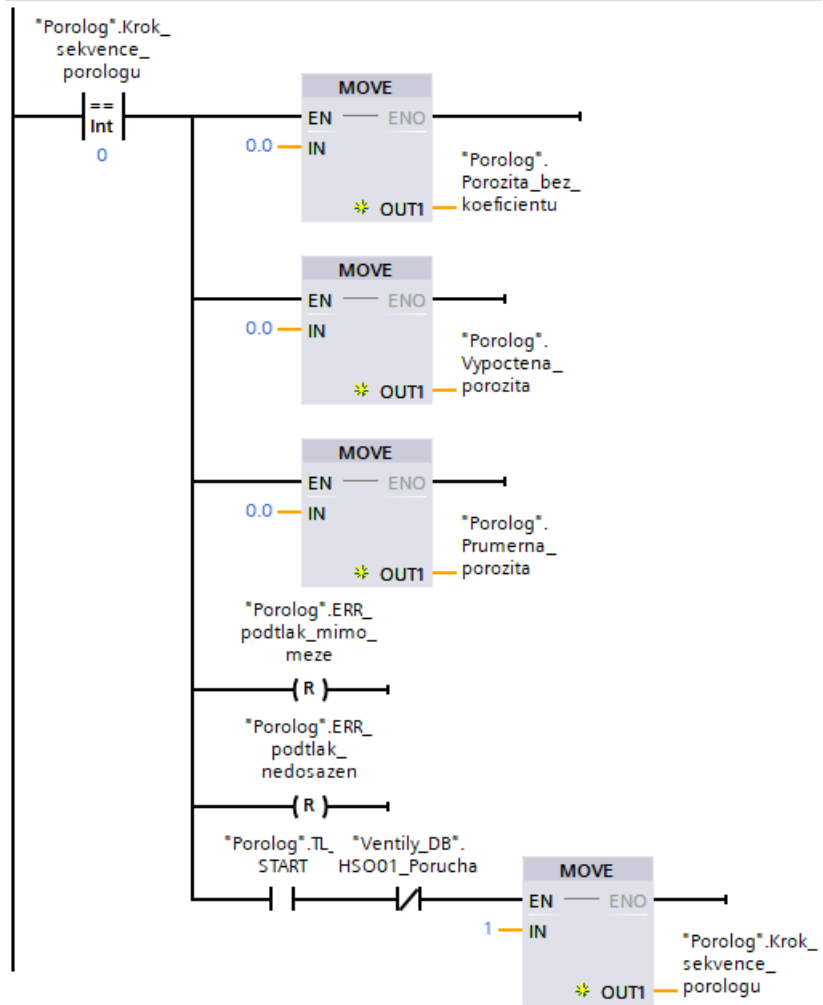 "Porolog".Krok_
sekvence_
porologu
==
Int
0
MOVE
EN
ENO
0.0
IN
OUT1
"Porolog".
Porozita_bez_
koeficientu
MOVE
EN
ENO
0.0
IN
OUT1
"Porolog".
Vypoctena_
porozita
MOVE
EN
ENO
0.0
IN
OUT1
"Porolog".
Prumerna_
porozita
"Porolog".ERR_
podtlak_mimo_
meze
R
"Porolog".ERR_
podtlak_
nedosazen
R
"Porolog".TL_
START
"Ventily_DB".
HSO01_Porucha
MOVE
EN
ENO
1
IN
OUT1
"Porolog".Krok_
sekvence_
porologu